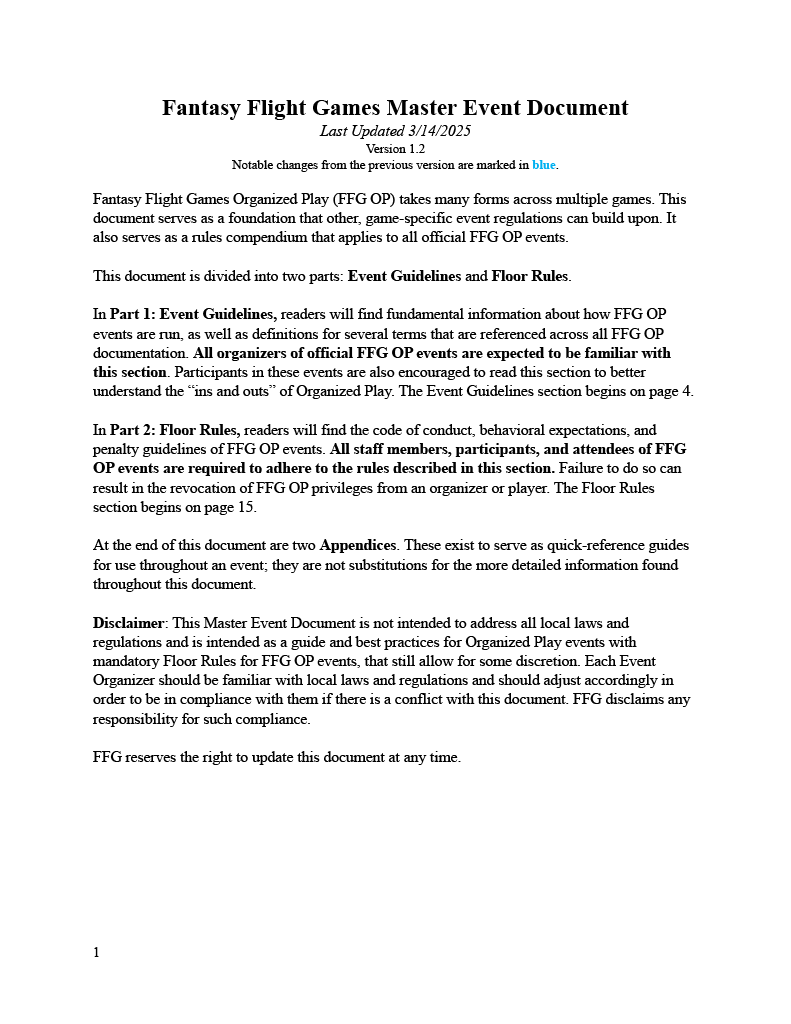 Fantasy Flight Games Master Event Document
Last Updated 3/14/2025
Version 1.2
Notable changes from the previous version are marked in blue.
Fantasy Flight Games Organized Play (FFG OP) takes many forms across multiple games. This
document serves as a foundation that other, game-specific event regulations can build upon. It
also serves as a rules compendium that applies to all official FFG OP events.
This document is divided into two parts: Event Guidelines and Floor Rules.
In Part 1: Event Guidelines, readers will find fundamental information about how FFG OP
events are run, as well as definitions for several terms that are referenced across all FFG OP
documentation. All organizers of official FFG OP events are expected to be familiar with
this section. Participants in these events are also encouraged to read this section to better
understand the “ins and outs” of Organized Play. The Event Guidelines section begins on page 4.
In Part 2: Floor Rules, readers will find the code of conduct, behavioral expectations, and
penalty guidelines of FFG OP events. All staff members, participants, and attendees of FFG
OP events are required to adhere to the rules described in this section. Failure to do so can
result in the revocation of FFG OP privileges from an organizer or player. The Floor Rules
section begins on page 15.
At the end of this document are two Appendices. These exist to serve as quick-reference guides
for use throughout an event; they are not substitutions for the more detailed information found
throughout this document.
Disclaimer: This Master Event Document is not intended to address all local laws and
regulations and is intended as a guide and best practices for Organized Play events with
mandatory Floor Rules for FFG OP events, that still allow for some discretion. Each Event
Organizer should be familiar with local laws and regulations and should adjust accordingly in
order to be in compliance with them if there is a conflict with this document. FFG disclaims any
responsibility for such compliance.
FFG reserves the right to update this document at any time.
1